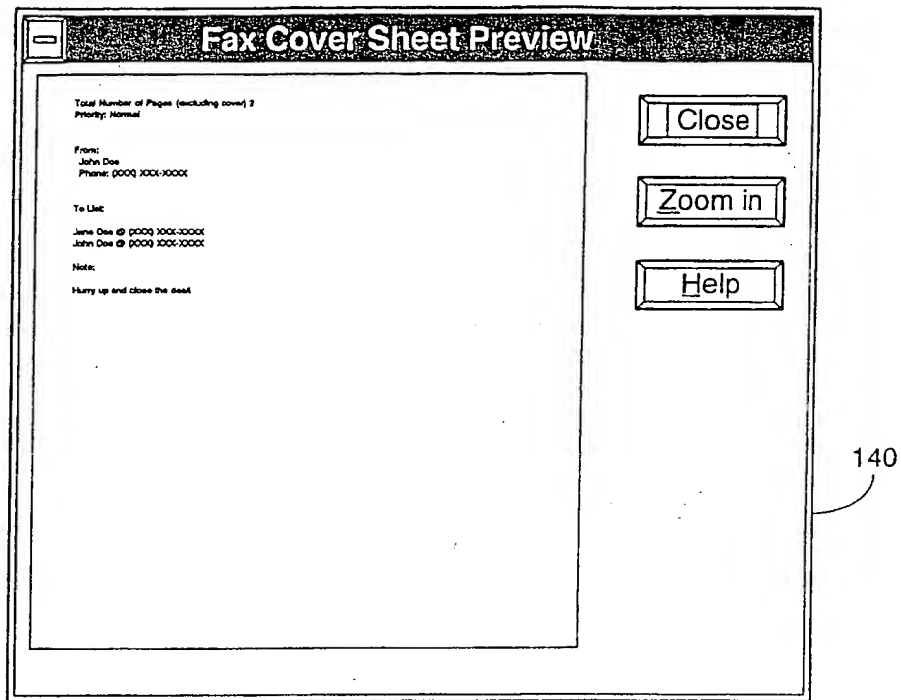 Fax Cover Sheet Preview
Total Number of Pages (excluding cover) 2
Priority: Normal
From:
John Doe
Phone: (XXX) XXX-XXXX
To List:
Jane Doe @ (XXX) XXX-XXXX
John Doe @ (XXX) XXX-XXXX
Note:
Hurry up and close the deal!
Close
Zoom in
Help
140